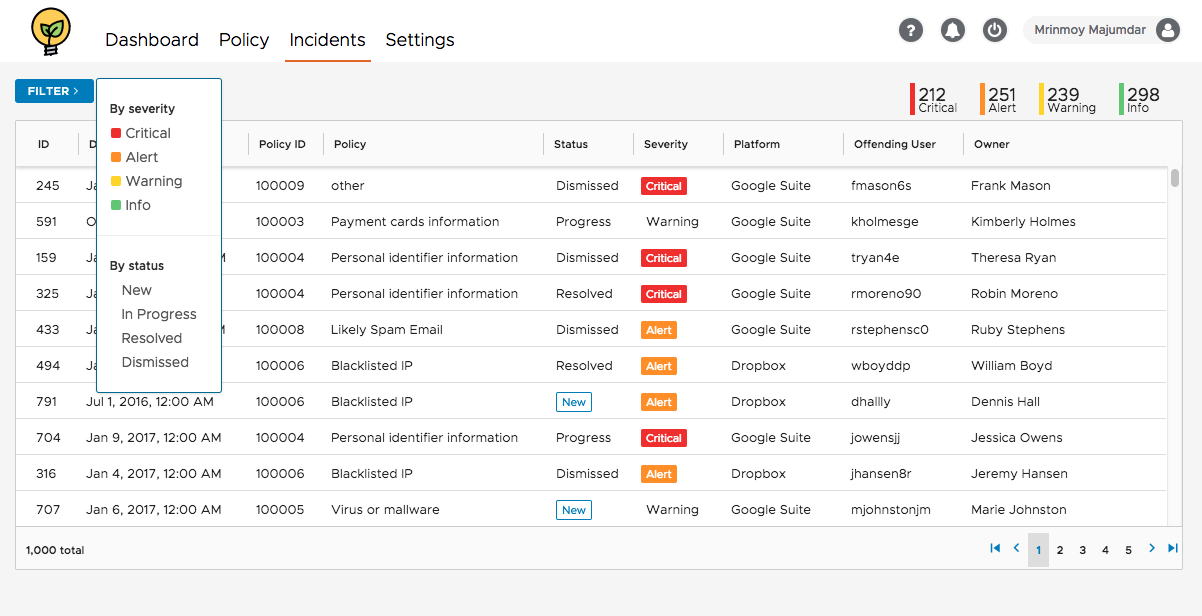 Dashboard Policy Incidents Settings ? Mrinmoy Majumdar
FILTER >
212 Critical 251 Alert 239 Warning 298 Info
By severity
Critical
Alert
Warning
Info
By status
New
In Progress
Resolved
Dismissed
ID D Policy ID Policy Status Severity Platform Offending User Owner
245 Ja 100009 other Dismissed Critical Google Suite fmason6s Frank Mason
591 O 100003 Payment cards information Progress Warning Google Suite kholmesge Kimberly Holmes
159 Ja M 100004 Personal identifier information Dismissed Critical Google Suite tryan4e Theresa Ryan
325 Ja 100004 Personal identifier information Resolved Critical Google Suite rmoreno90 Robin Moreno
433 Ja 100008 Likely Spam Email Dismissed Alert Google Suite rstephensc0 Ruby Stephens
494 Ja 100006 Blacklisted IP Resolved Alert Dropbox wboyddp William Boyd
791 Jul 1, 2016, 12:00 AM 100006 Blacklisted IP New Alert Dropbox dhallly Dennis Hall
704 Jan 9, 2017, 12:00 AM 100004 Personal identifier information Progress Critical Google Suite jowensjj Jessica Owens
316 Jan 4, 2017, 12:00 AM 100006 Blacklisted IP Dismissed Alert Dropbox jhansen8r Jeremy Hansen
707 Jan 6, 2017, 12:00 AM 100005 Virus or mallware New Warning Google Suite mjohnstonjm Marie Johnston
1,000 total 1 2 3 4 5